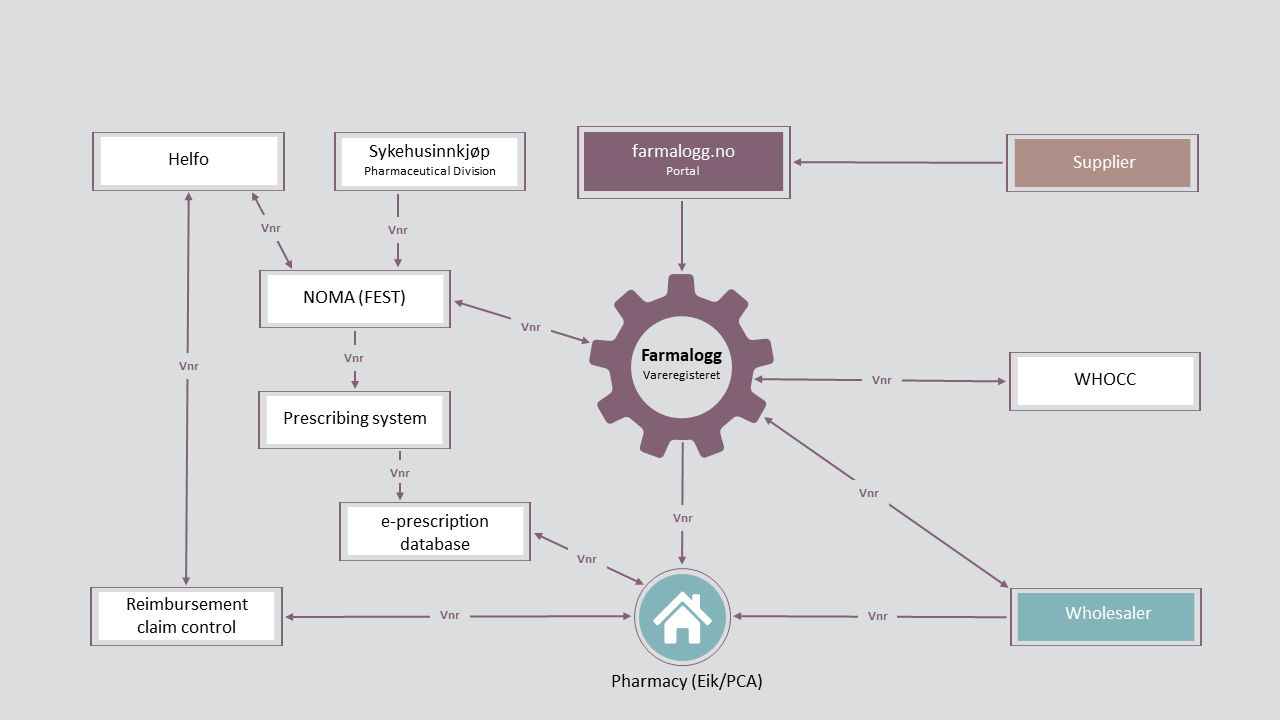 Helfo
Sykehusinnkjøp
Pharmaceutical Division
farmalogg.no
Portal
Supplier
Vnr
Vnr
NOMA (FEST)
Vnr
Farmalogg
Vareregisteret
Vnr
Vnr
WHOCC
Vnr
Prescribing system
Vnr
Vnr
e-prescription
database
Vnr
Vnr
Reimbursement
claim control
Vnr
Vnr
Wholesaler
Pharmacy (Eik/PCA)